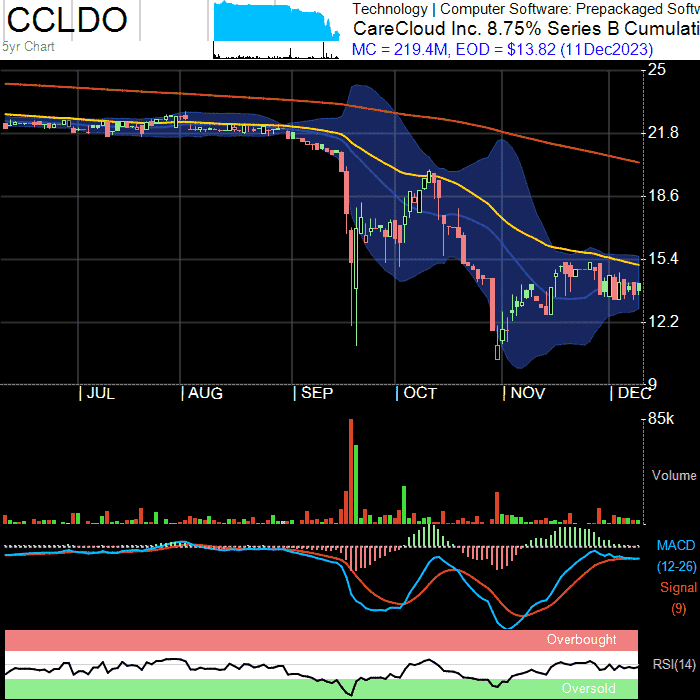 CCLDO
5yr Chart
Technology | Computer Software: Prepackaged Softw
CareCloud Inc. 8.75% Series B Cumulati
MC = 219.4M, EOD = $13.82 (11Dec2023)
25
21.8
18.6
15.4
12.2
9
JUL
AUG
SEP
OCT
NOV
DEC
85k
Volume
MACD
(12-26)
Signal
(9)
Overbought
RSI(14)
Oversold